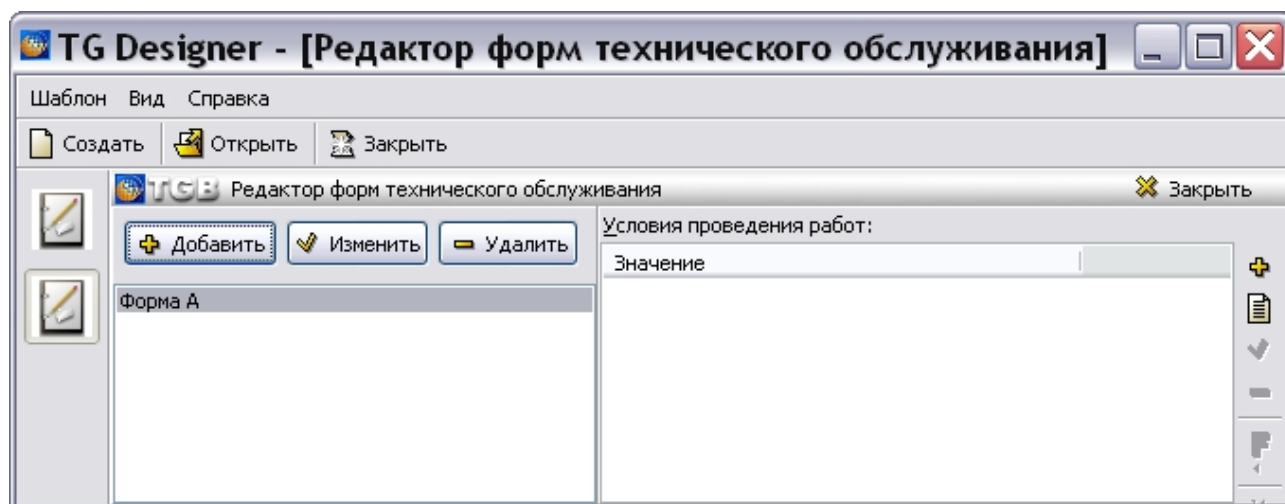 TG Designer - [Редактор форм технического обслуживания]
Шаблон Вид Справка
Создать Открыть Закрыть
TGB Редактор форм технического обслуживания Закрыть
Добавить Изменить Удалить
Условия проведения работ:
Значение
Форма А
F